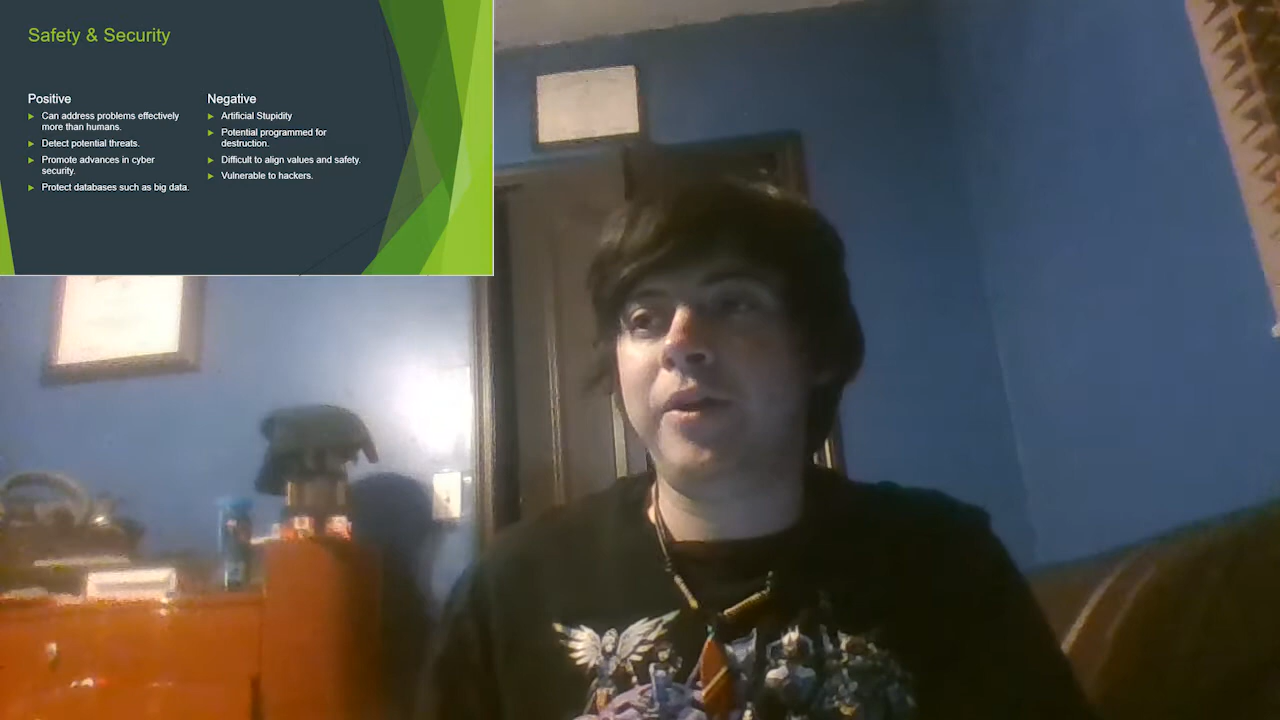 Safety & Security
Positive
Can address problems effectively
more than humans.
Detect potential threats.
Promote advances in cyber
security.
Protect databases such as big data.
Negative
Artificial Stupidity
Potential programmed for
destruction.
Difficult to align values and safety.
Vulnerable to hackers.